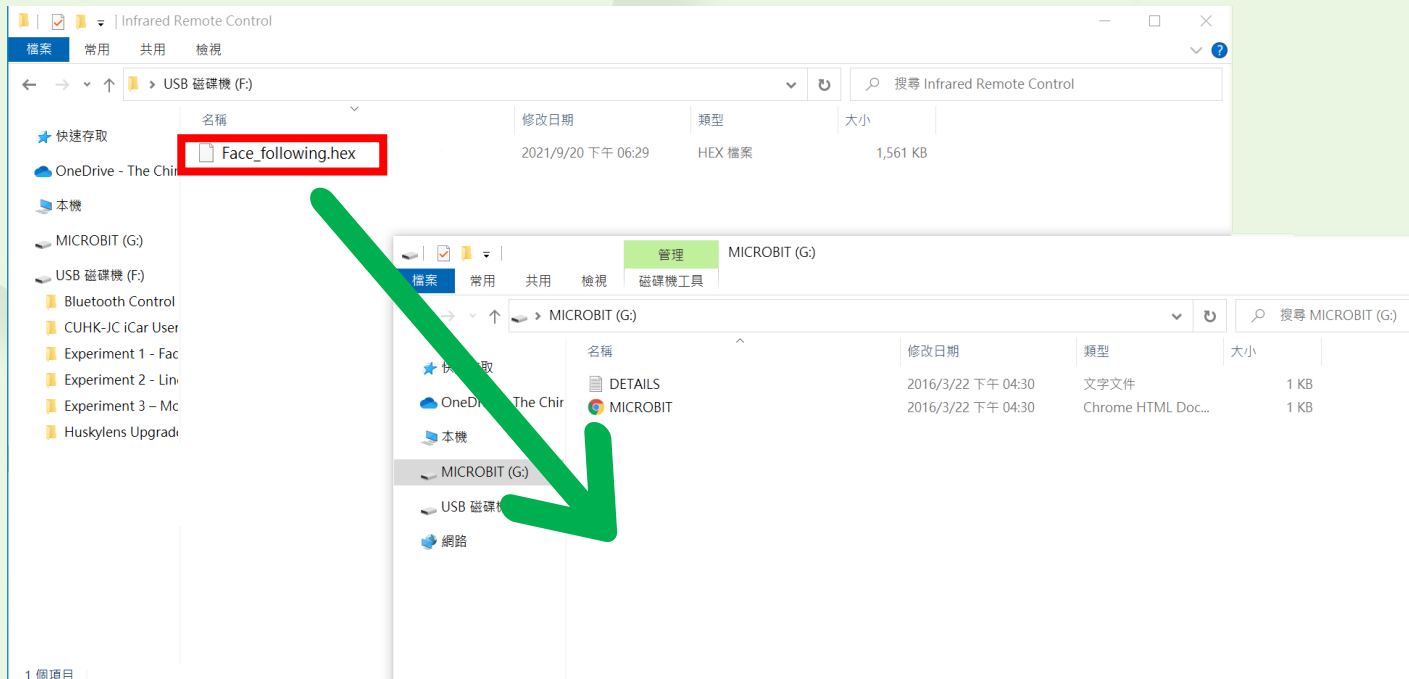 Infrared Remote Control
檔案 常用 共用 檢視
USB 磁碟機 (F:) 搜尋 Infrared Remote Control
名稱 修改日期 類型 大小
快速存取
Face_following.hex 2021/9/20 下午 06:29 HEX 檔案 1,561 KB
OneDrive - The Chir
本機
MICROBIT (G:)
USB 磁碟機 (F:)
Bluetooth Control
CUHK-JC iCar User
Experiment 1 - Fac
Experiment 2 - Lin
Experiment 3 – Mc
Huskylens Upgrad
1 個項目
管理 MICROBIT (G:)
檔案 常用 共用 檢視 磁碟機工具
MICROBIT (G:) 搜尋 MICROBIT (G:)
名稱 修改日期 類型 大小
DETAILS 2016/3/22 下午 04:30 文字文件 1 KB
MICROBIT 2016/3/22 下午 04:30 Chrome HTML Doc... 1 KB
The Chir
本機
MICROBIT (G:)
USB
網路